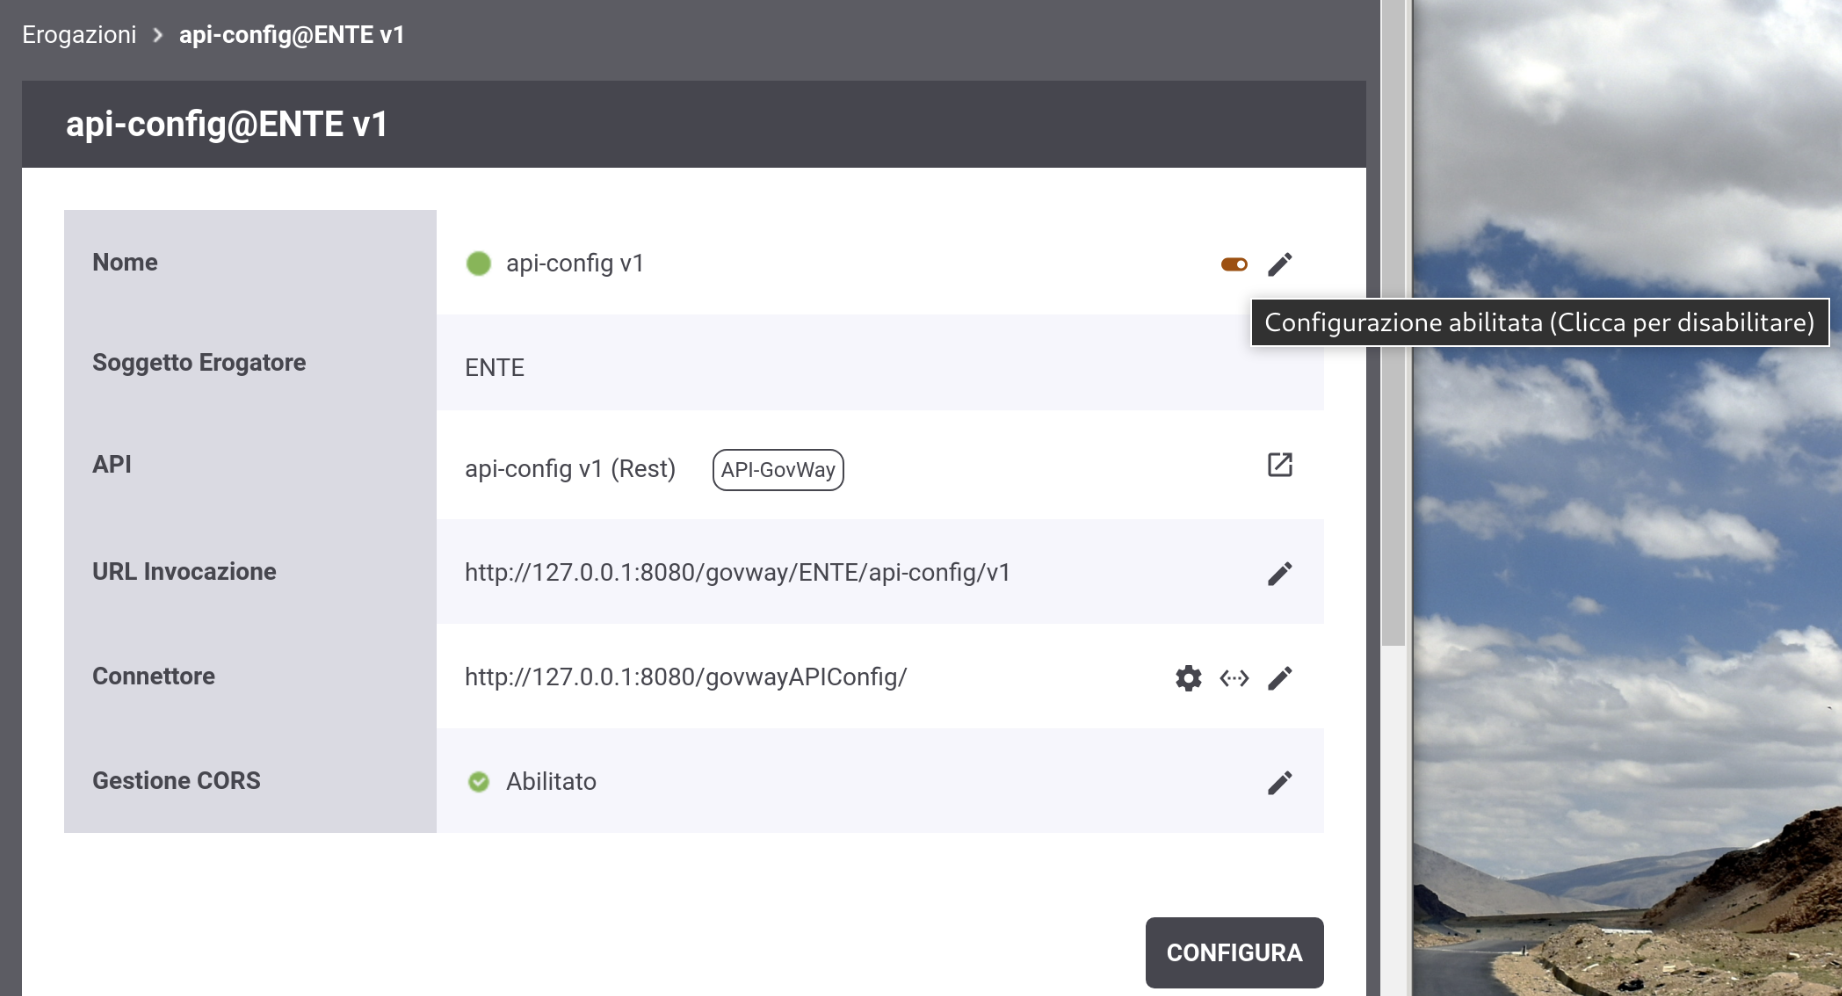 Erogazioni > api-config@ENTE v1
api-config@ENTE v1
Nome
api-config v1
Configurazione abilitata (Clicca per disabilitare)
Soggetto Erogatore
ENTE
API
api-config v1 (Rest) API-GovWay
URL Invocazione
http://127.0.0.1:8080/govway/ENTE/api-config/v1
Connettore
http://127.0.0.1:8080/govwayAPIConfig/
Gestione CORS
Abilitato
CONFIGURA